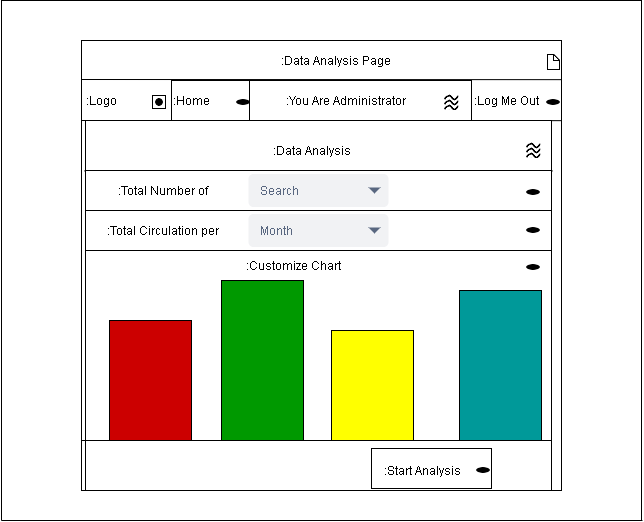 :Data Analysis Page
:Logo
:Home
:You Are Administrator
:Log Me Out
:Data Analysis
:Total Number of
Search
:Total Circulation per
Month
:Customize Chart
:Start Analysis